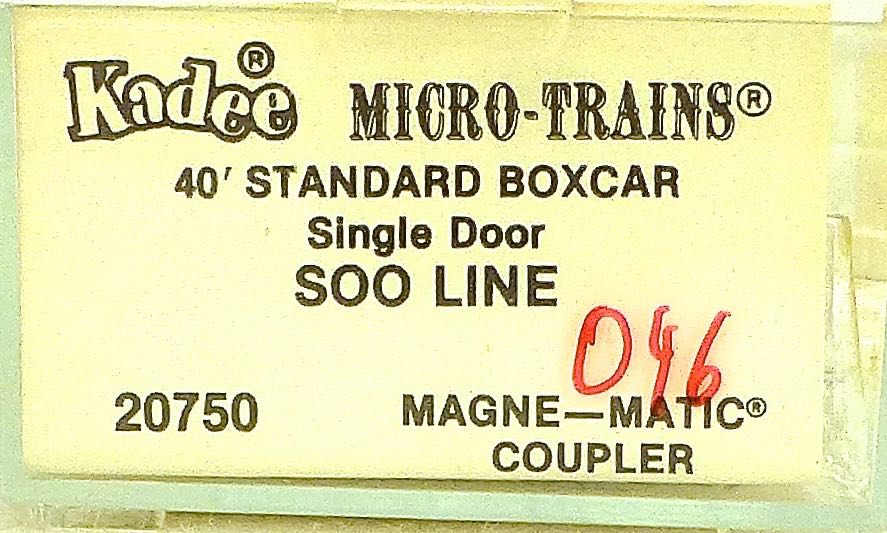 Kadee® MICRO-TRAINS®
40' STANDARD BOXCAR
Single Door
SOO LINE
046
20750 MAGNE—MATIC®
COUPLER